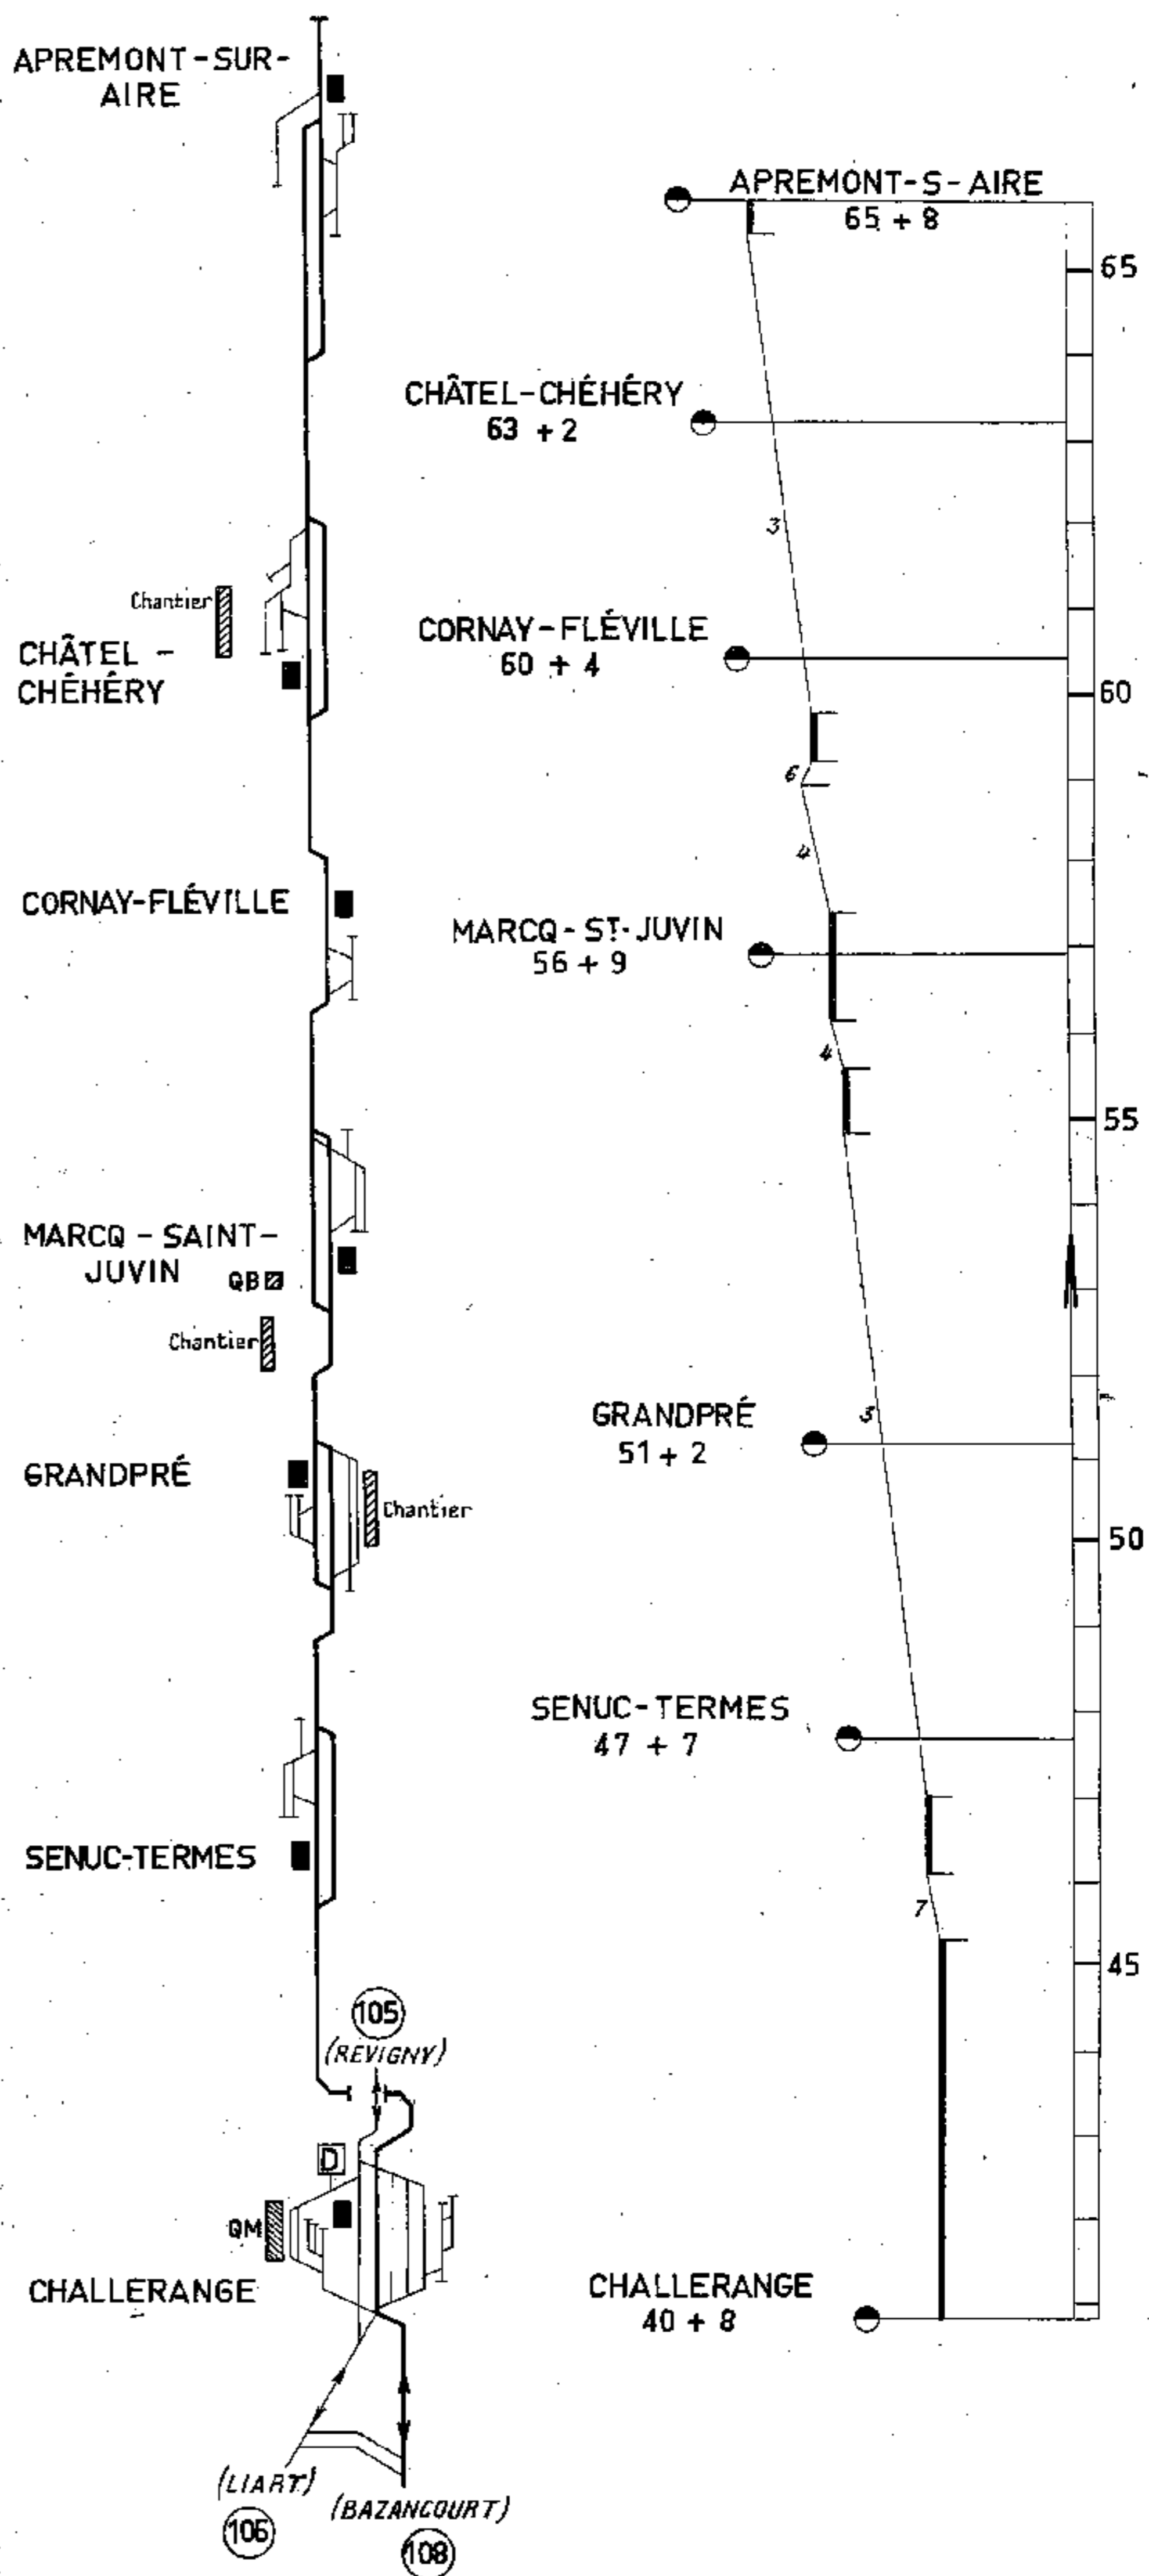 APREMONT-SUR-
AIRE
Chantier
CHÂTEL -
CHÉHÉRY
CORNAY-FLÉVILLE
MARCQ - SAINT-
JUVIN
QB
Chantier
GRANDPRÉ
Chantier
SENUC-TERMES
105
(REVIGNY)
D
QM
CHALLERANGE
(LIART)
106
(BAZANCOURT)
108
APREMONT-S-AIRE
65 + 8
65
CHÂTEL-CHÉHÉRY
63 + 2
3
CORNAY-FLÉVILLE
60 + 4
60
6
4
MARCQ-ST-JUVIN
56 + 9
4
55
3
GRANDPRÉ
51 + 2
50
SENUC-TERMES
47 + 7
7
45
CHALLERANGE
40 + 8